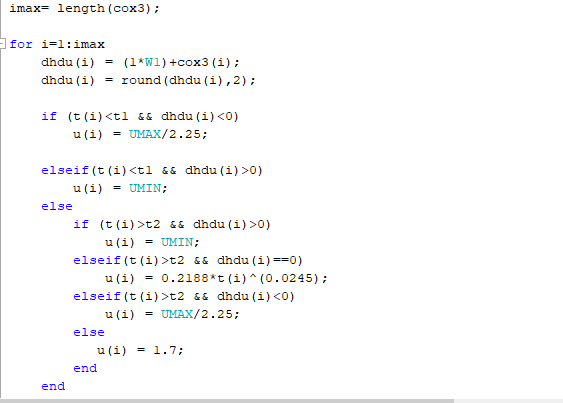 imax= length(cox3);
for i=1:imax
dhdu(i) = (1*W1)+cox3(i);
dhdu(i) = round(dhdu(i),2);
if (t(i)<t1 && dhdu(i)<0)
u(i) = UMAX/2.25;
elseif(t(i)<t1 && dhdu(i)>0)
u(i) = UMIN;
else
if (t(i)>t2 && dhdu(i)>0)
u(i) = UMIN;
elseif(t(i)>t2 && dhdu(i)==0)
u(i) = 0.2188*t(i)^(0.0245);
elseif(t(i)>t2 && dhdu(i)<0)
u(i) = UMAX/2.25;
else
u(i) = 1.7;
end
end